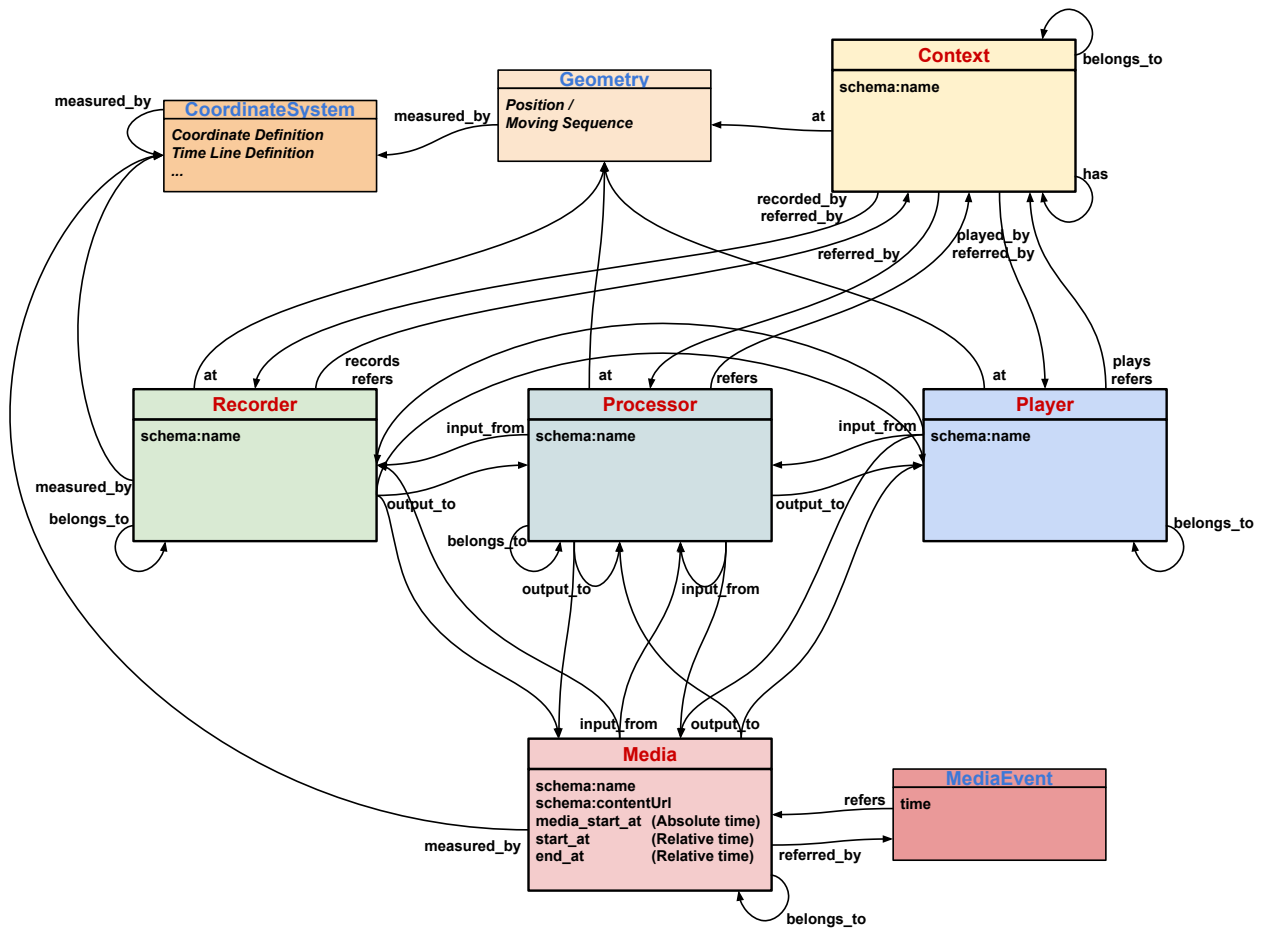 Context
belongs_to
schema:name
Geometry
measured_by
CoordinateSystem
Position /
Moving Sequence
measured_by
at
Coordinate Definition
Time Line Definition
...
has
recorded_by
referred_by
played_by
referred_by
referred_by
at
records
refers
at
refers
at
plays
refers
Recorder
Processor
Player
schema:name
input_from
schema:name
input_from
schema:name
measured_by
output_to
output_to
belongs_to
belongs_to
belongs_to
output_to
input_from
input_from
output_to
Media
MediaEvent
schema:name
schema:contentUrl
media_start_at (Absolute time)
start_at (Relative time)
end_at (Relative time)
refers
time
measured_by
referred_by
belongs_to